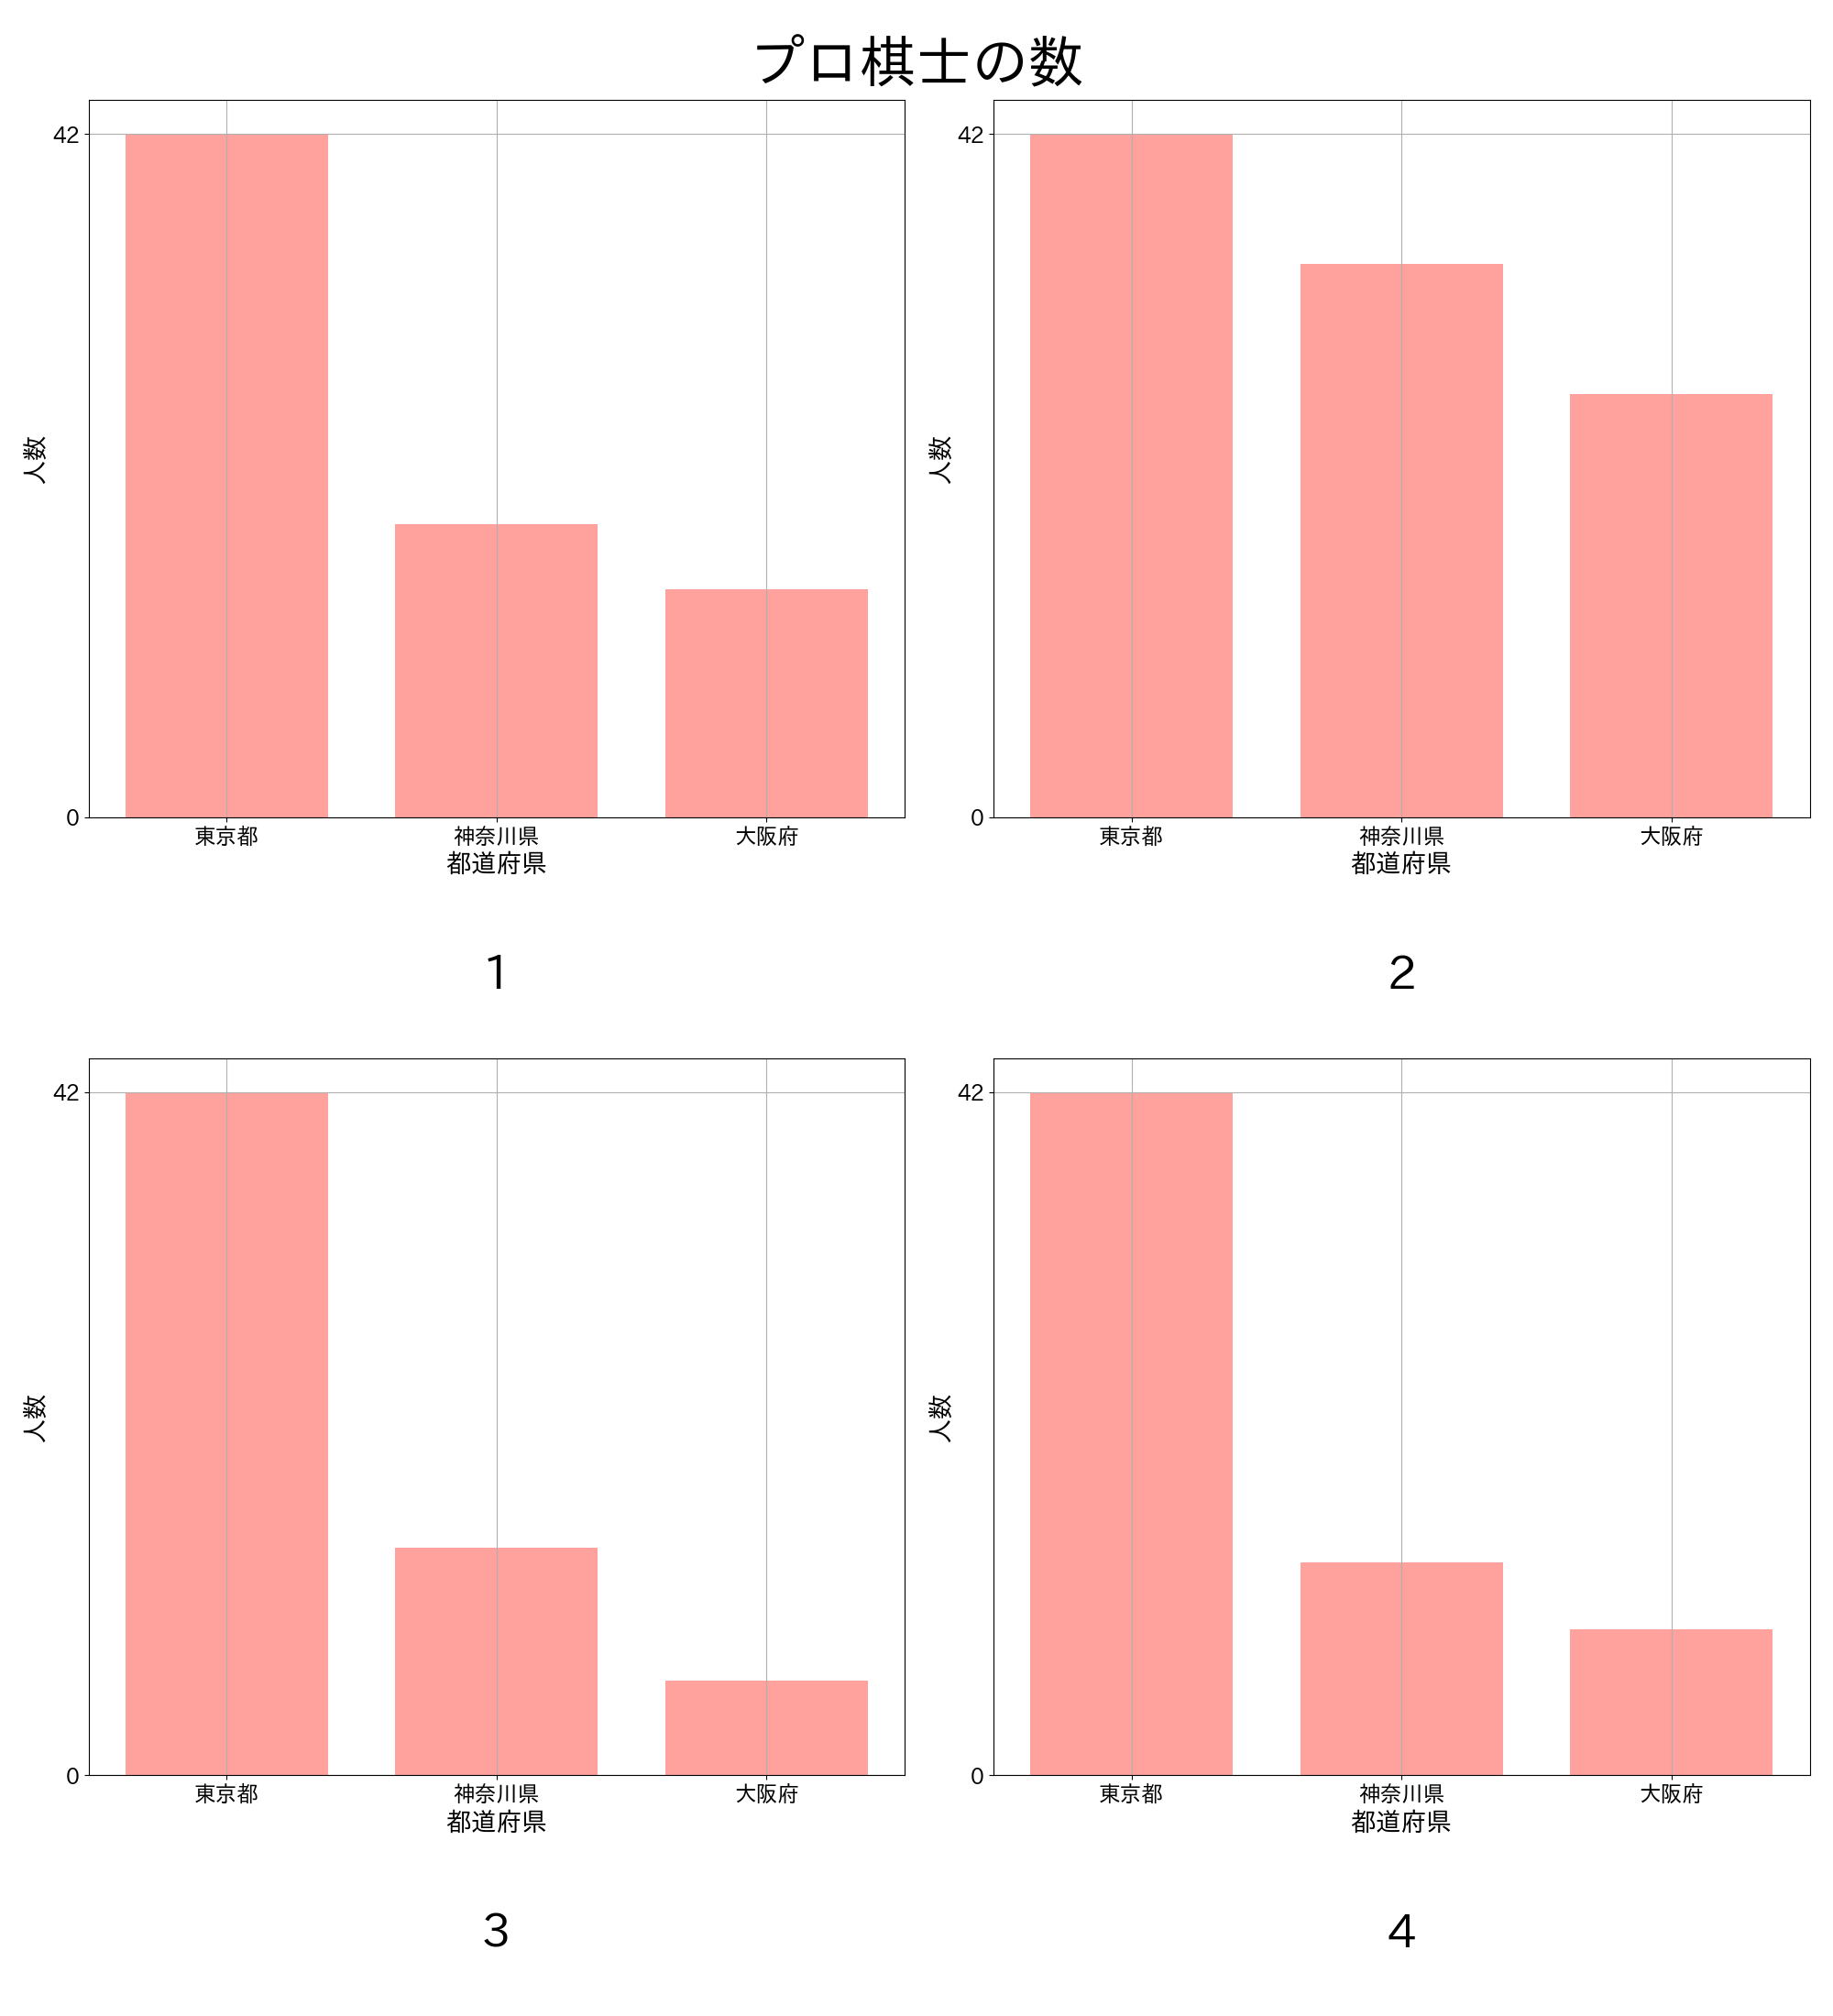 プロ棋士の数
42
0
人数
東京都 神奈川県 大阪府
都道府県
1
42
0
人数
東京都 神奈川県 大阪府
都道府県
2
42
0
人数
東京都 神奈川県 大阪府
都道府県
3
42
0
人数
東京都 神奈川県 大阪府
都道府県
4